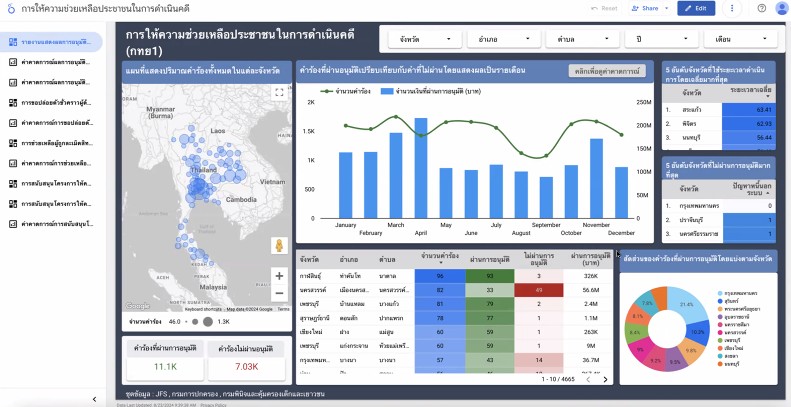 การให้ความช่วยเหลือประชาชนในการดำเนินคดี
Reset
Share
Edit
รายงานแสดงผลการอนุมัติ...
ค่าคาดการณ์ผลการอนุมัติ...
ค่าคาดการณ์ผลการอนุมัติ...
การขอปล่อยตัวชั่วคราวผู้ต้...
ค่าคาดการณ์การขอปล่อยตั...
การช่วยเหลือผู้ถูกละเมิดสิท...
ค่าคาดการณ์การช่วยเหลือ...
การสนับสนุนโครงการให้ค...
การสนับสนุนโครงการให้ค...
ค่าคาดการณ์การสนับสนุนโ...
การให้ความช่วยเหลือประชาชนในการดำเนินคดี
(กทย1)
จังหวัด
อำเภอ
ตำบล
ปี
เดือน
แผนที่แสดงปริมาณคำร้องทั้งหมดในแต่ละจังหวัด
Myanmar
(Burma)
Laos
Thailand
Vietnam
Cambodia
Gulf of
Thailand
KEDAH
ACEH
PERAK
Malaysia
NORTH SUMATRA
Google
Keyboard shortcuts
Map data ©2024 Google
Terms
จำนวนคำร้อง
46.0
1.3K
คำร้องที่ผ่านการอนุมัติ
11.1K
คำร้องไม่ผ่านอนุมัติ
7.03K
คำร้องที่ผ่านการอนุมัติเปรียบเทียบกับคำที่ไม่ผ่านโดยแสดงผลเป็นรายเดือน
คลิกเพื่อดูค่าคาดการณ์
จำนวนคำร้อง
จำนวนเงินที่ผ่านการอนุมัติ (บาท)
2K
1.5K
1K
500
0
250M
200M
150M
100M
50M
0
January
February
March
April
May
June
July
August
September
October
November
December
จังหวัด อำเภอ ตำบล จำนวนคำร้อง ผ่านการอนุมัติ ไม่ผ่านการอนุมัติ ผ่านการอนุมัติ (บาท)
กาฬสินธุ์ ท่าคันโท นาตาล 96 93 3 326K
นครสวรรค์ เมืองนครส... นครสวรรค์... 82 33 49 56.6M
เพชรบุรี บ้านแหลม บางแก้ว 81 79 2 2.4M
สุราษฎร์ธานี ดอนสัก ปากแพรก 78 77 1 1.1M
เชียงใหม่ ฝาง แม่สูน 60 59 1 263K
เพชรบุรี แก่งกระจาน ห้วยแม่เพรี... 60 59 1 9M
กรุงเทพมห... บางนา บางนา 57 43 14 36.7M
1 - 10 / 4665
5 อันดับจังหวัดที่ใช้ระยะเวลาดำเนินการโดยเฉลี่ยมากที่สุด
จังหวัด ระยะเวลาเฉลี่ย
1. สระแก้ว 63.41
2. พิจิตร 62.93
3. นนทบุรี 56.44
5 อันดับจังหวัดที่ไม่ผ่านการอนุมัติมากที่สุด
จังหวัด ปัญหาหนี้นอกระบบ
1. กรุงเทพมหานคร 0
2. ปราจีนบุรี 1
3. นครศรีธรรมราช 1
สัดส่วนของคำร้องที่ผ่านการอนุมัติโดยแบ่งตามจังหวัด
21.4%
10.3%
9.8%
9.3%
9.2%
9%
8.4%
8.1%
7.8%
กรุงเทพมหานคร
สุรินทร์
พระนครศรีอยุธยา
อุบลราชธานี
นครราชสีมา
นครสวรรค์
เพชรบุรี
เชียงใหม่
สงขลา
นนทบุรี
ชุดข้อมูล : JFS , กรมการปกครอง , กรมพินิจและคุ้มครองเด็กและเยาวชน
Data Last Updated: 8/22/2024 9:29:28 AM
Privacy Policy